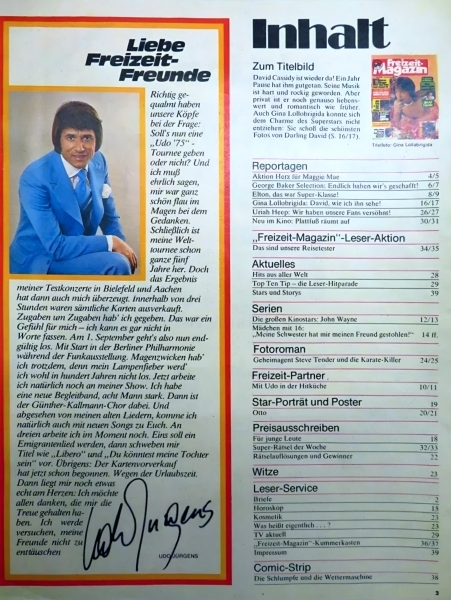 Liebe
Freizeit-
Freunde
Richtig ge-
qualmt haben
unsere Köpfe
bei der Frage:
Soll's nun eine
„Udo '75"-
Tournee geben
oder nicht? Und
ich muß
ehrlich sagen,
mir war ganz
schön flau im
Magen bei dem
Gedanken.
Schließlich ist
meine Welt-
tournee schon
ganze fünf
Jahre her. Doch
das Ergebnis
meiner Testkonzerte in Bielefeld und Aachen
hat dann auch mich überzeugt. Innerhalb von drei
Stunden waren sämtliche Karten ausverkauft.
Zugaben um Zugaben hab' ich gegeben. Das war ein
Gefühl für mich – ich kann es gar nicht in
Worte fassen. Am 1. September geht's also nun end-
gültig los. Mit Start in der Berliner Philharmonie
während der Funkausstellung. Magenzwicken hab'
ich trotzdem, denn mein Lampenfieber werd'
ich wohl in hundert Jahren nicht los. Jetzt arbeite
ich natürlich noch an meiner Show. Ich habe
eine neue Begleitband, acht Mann stark. Dann ist
der Günther-Kallmann-Chor dabei. Und
abgesehen von meinen alten Liedern, komme ich
natürlich auch mit neuen Songs zu Euch. An
dreien arbeite ich im Moment noch. Eins soll ein
Emigrantenlied werden, dann schweben mir
Titel wie „Libero" und „Du könntest meine Tochter
sein" vor. Übrigens: Der Kartenvorverkauf
hat jetzt schon begonnen. Wegen der Urlaubszeit.
Dann liegt mir noch etwas
echt am Herzen: Ich möchte
allen danken, die mir die
Treue gehalten ha-
ben. Ich werde
versuchen, meine
Freunde nicht zu
enttäuschen
Udo Jürgens
UDO JÜRGENS
Inhalt
Zum Titelbild
David Cassidy ist wieder da! Ein Jahr
Pause hat ihm gutgetan. Seine Musik
ist hart und rockig geworden. Aber
privat ist er noch genauso liebens-
wert und romantisch wie früher.
Auch Gina Lollobrigida konnte sich
dem Charme des Superstars nicht
entziehen: Sie schoß die schönsten
Fotos von Darling David (S. 16/17).
Freizeit-
Magazin
Titelfoto: Gina Lollobrigida
Reportagen
Aktion Herz für Maggie Mae 4/5
George Baker Selection: Endlich haben wir's geschafft! 6/7
Elton, das war Super-Klasse! 8/9
Gina Lollobrigida: David, wie ich ihn sehe! 16/17
Uriah Heep: Wir haben unsere Fans versöhnt! 26/27
Neu im Kino: Plattfuß räumt auf 30/31
„Freizeit-Magazin"-Leser-Aktion
Das sind unsere Reisetester 34/35
Aktuelles
Hits aus aller Welt 28
Top Ten Tip – die Leser-Hitparade 29
Stars und Storys 39
Serien
Die großen Kinostars: John Wayne 12/13
Mädchen mit 16:
„Meine Schwester hat mir meinen Freund gestohlen!" 14 ff.
Fotoroman
Geheimagent Steve Tender und die Karate-Killer 24/25
Freizeit-Partner
Mit Udo in der Hitküche 10/11
Star-Porträt und Poster 19
Otto 20/21
Preisausschreiben
Für junge Leute 18
Super-Rätsel der Woche 32/33
Rätselauflösungen und Gewinner 22
Witze 23
Leser-Service
Briefe 2
Horoskop 15
Kosmetik 23
Was heißt eigentlich . . . ? 23
TV aktuell 29
„Freizeit-Magazin"-Kummerkasten 36/37
Impressum 39
Comic-Strip
Die Schlumpfe und die Wettermaschine 38
3